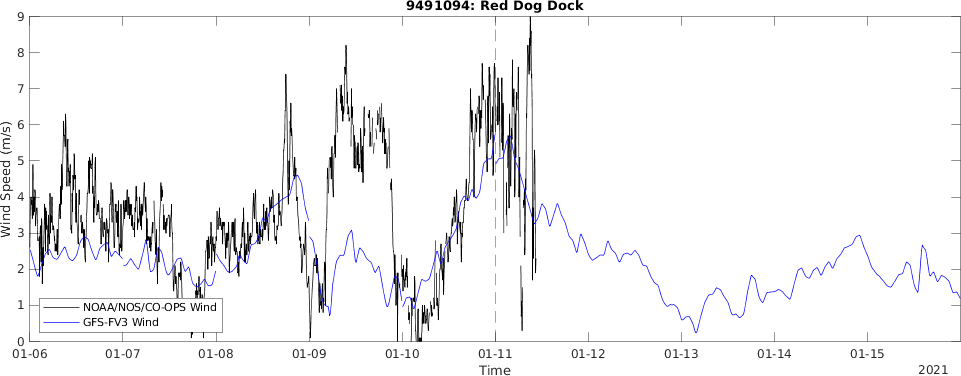 9491094: Red Dog Dock
Wind Speed (m/s)
9
8
7
6
5
4
3
2
1
0
NOAA/NOS/CO-OPS Wind
GFS-FV3 Wind
01-06 01-07 01-08 01-09 01-10 01-11 01-12 01-13 01-14 01-15
Time
2021